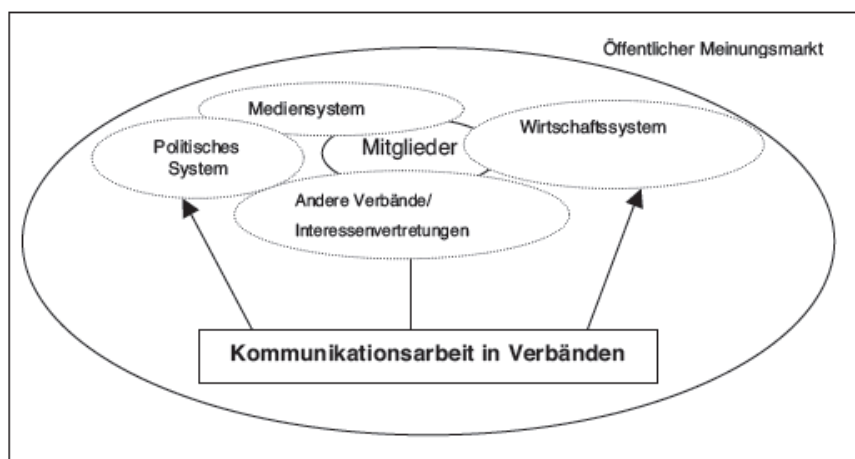 Öffentlicher Meinungsmarkt
Mediensystem
Wirtschaftssystem
Politisches
System
Mitglieder
Andere Verbände/
Interessenvertretungen
Kommunikationsarbeit in Verbänden